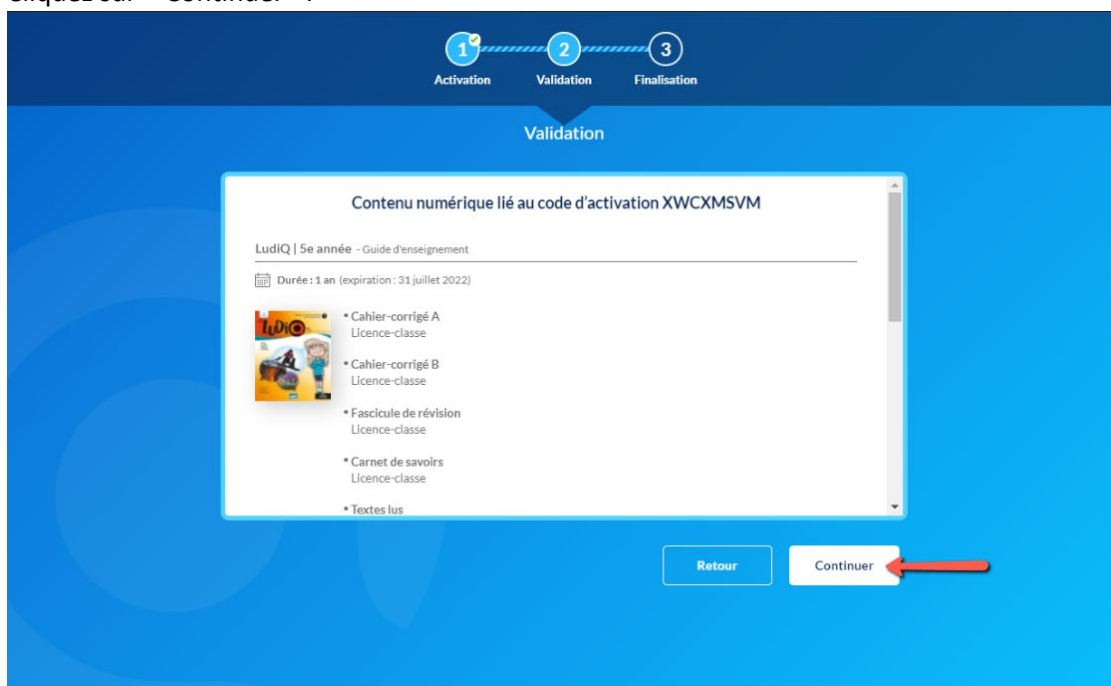 1
2
3
Activation
Validation
Finalisation
Validation
Contenu numérique lié au code d'activation XWCXMSVM
LudiQ | 5e année - Guide d'enseignement
Durée : 1 an (expiration : 31 juillet 2022)
LudiQ
• Cahier-corrigé A
Licence-classe
• Cahier-corrigé B
Licence-classe
• Fascicule de révision
Licence-classe
• Carnet de savoirs
Licence-classe
• Textes lus
Retour
Continuer